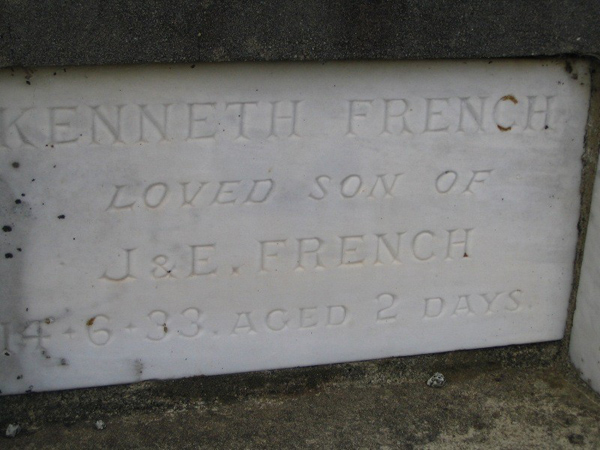 KENNETH FRENCH
LOVED SON OF
J & E. FRENCH
14 + 6 + 33. AGED 2 DAYS.